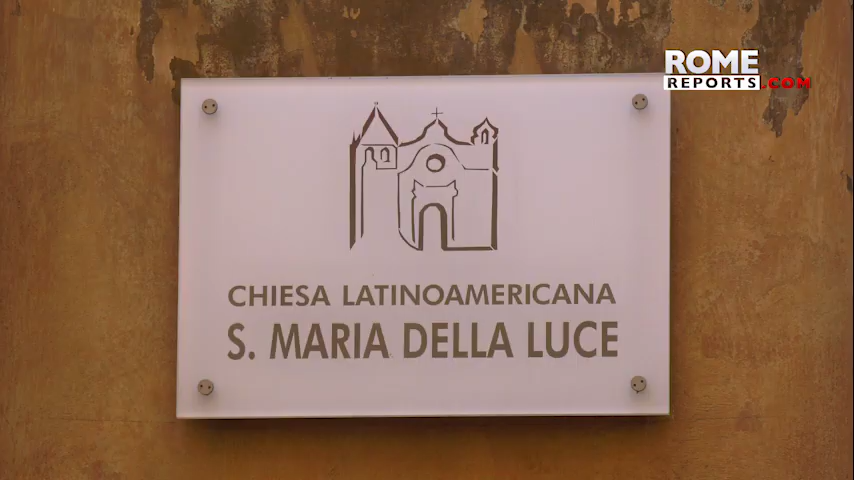 ROME
REPORTS.COM
CHIESA LATINOAMERICANA
S. MARIA DELLA LUCE